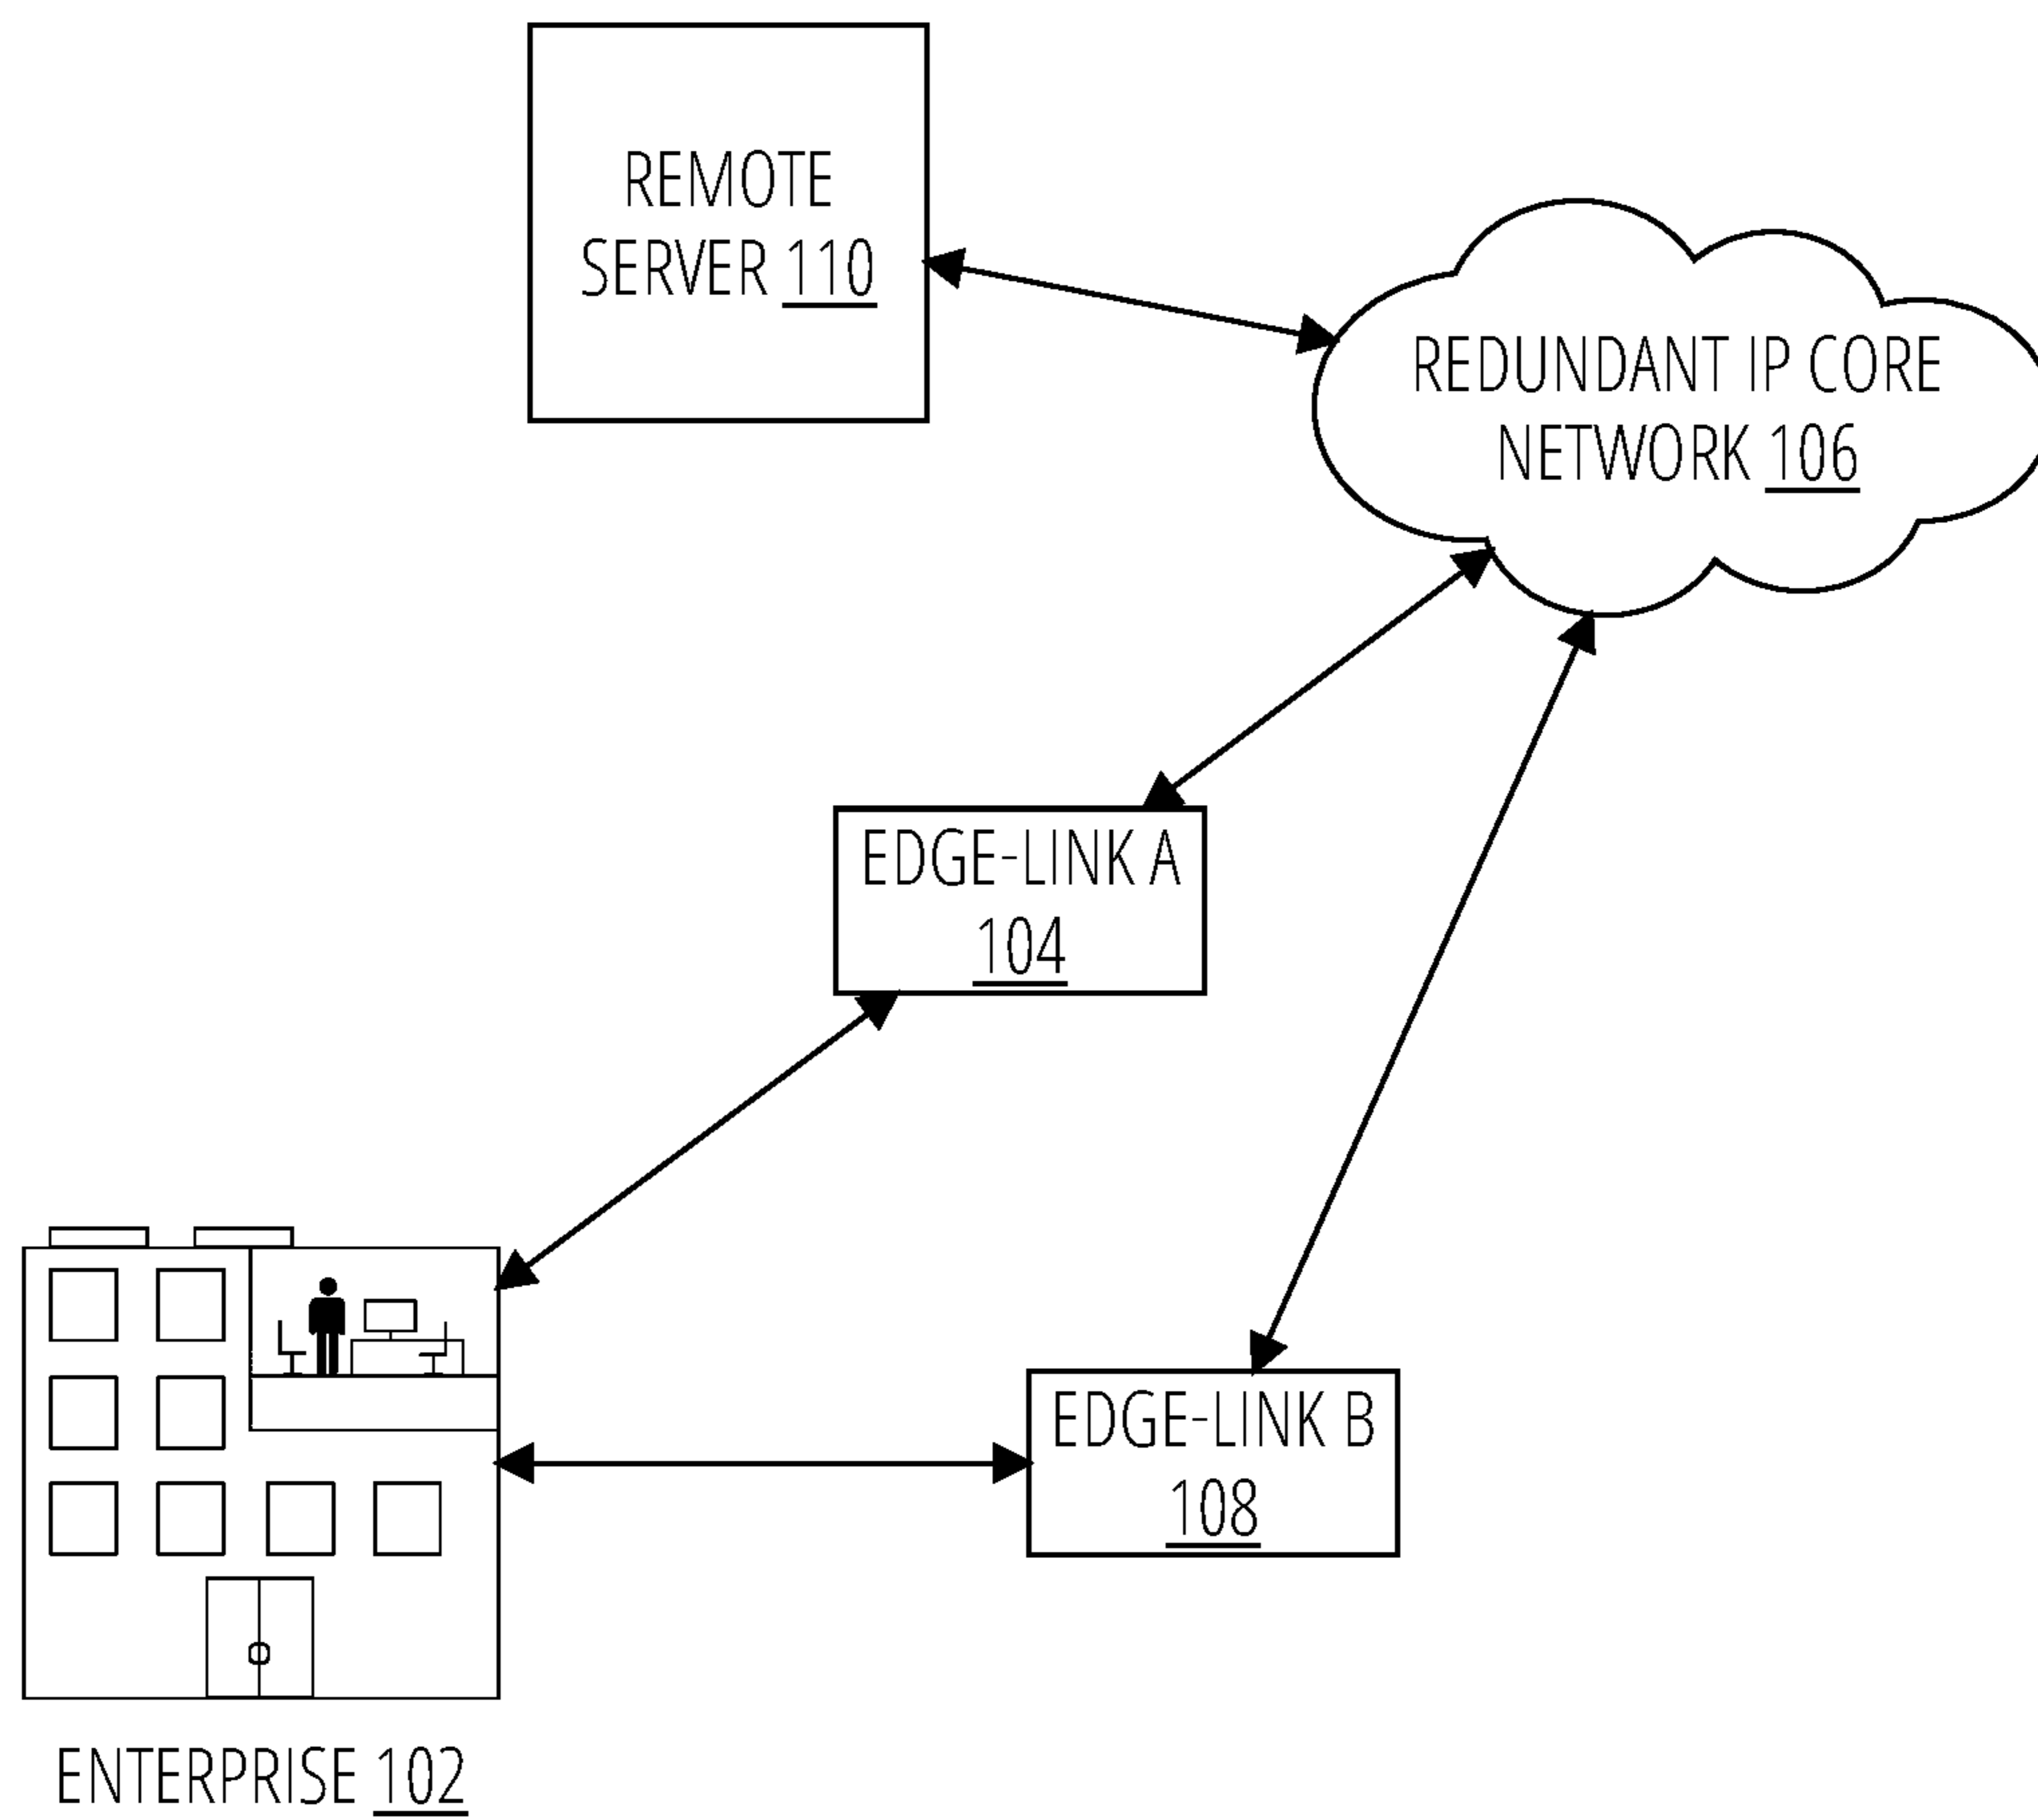 REMOTE
SERVER 110
REDUNDANT IP CORE
NETWORK 106
EDGE-LINK A
104
EDGE-LINK B
108
ENTERPRISE 102